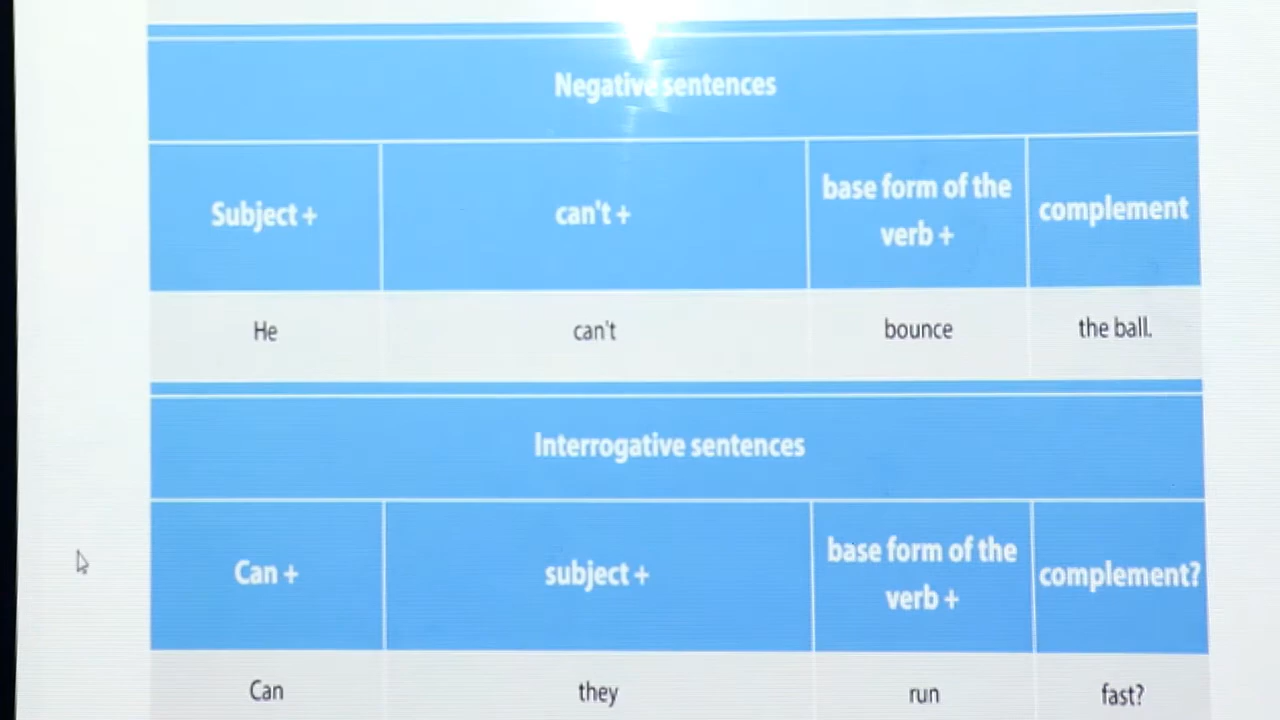 Negative sentences
Subject +
can't +
base form of the
verb +
complement
He
can't
bounce
the ball.
Interrogative sentences
Can +
subject +
base form of the
verb +
complement?
Can
they
run
fast?